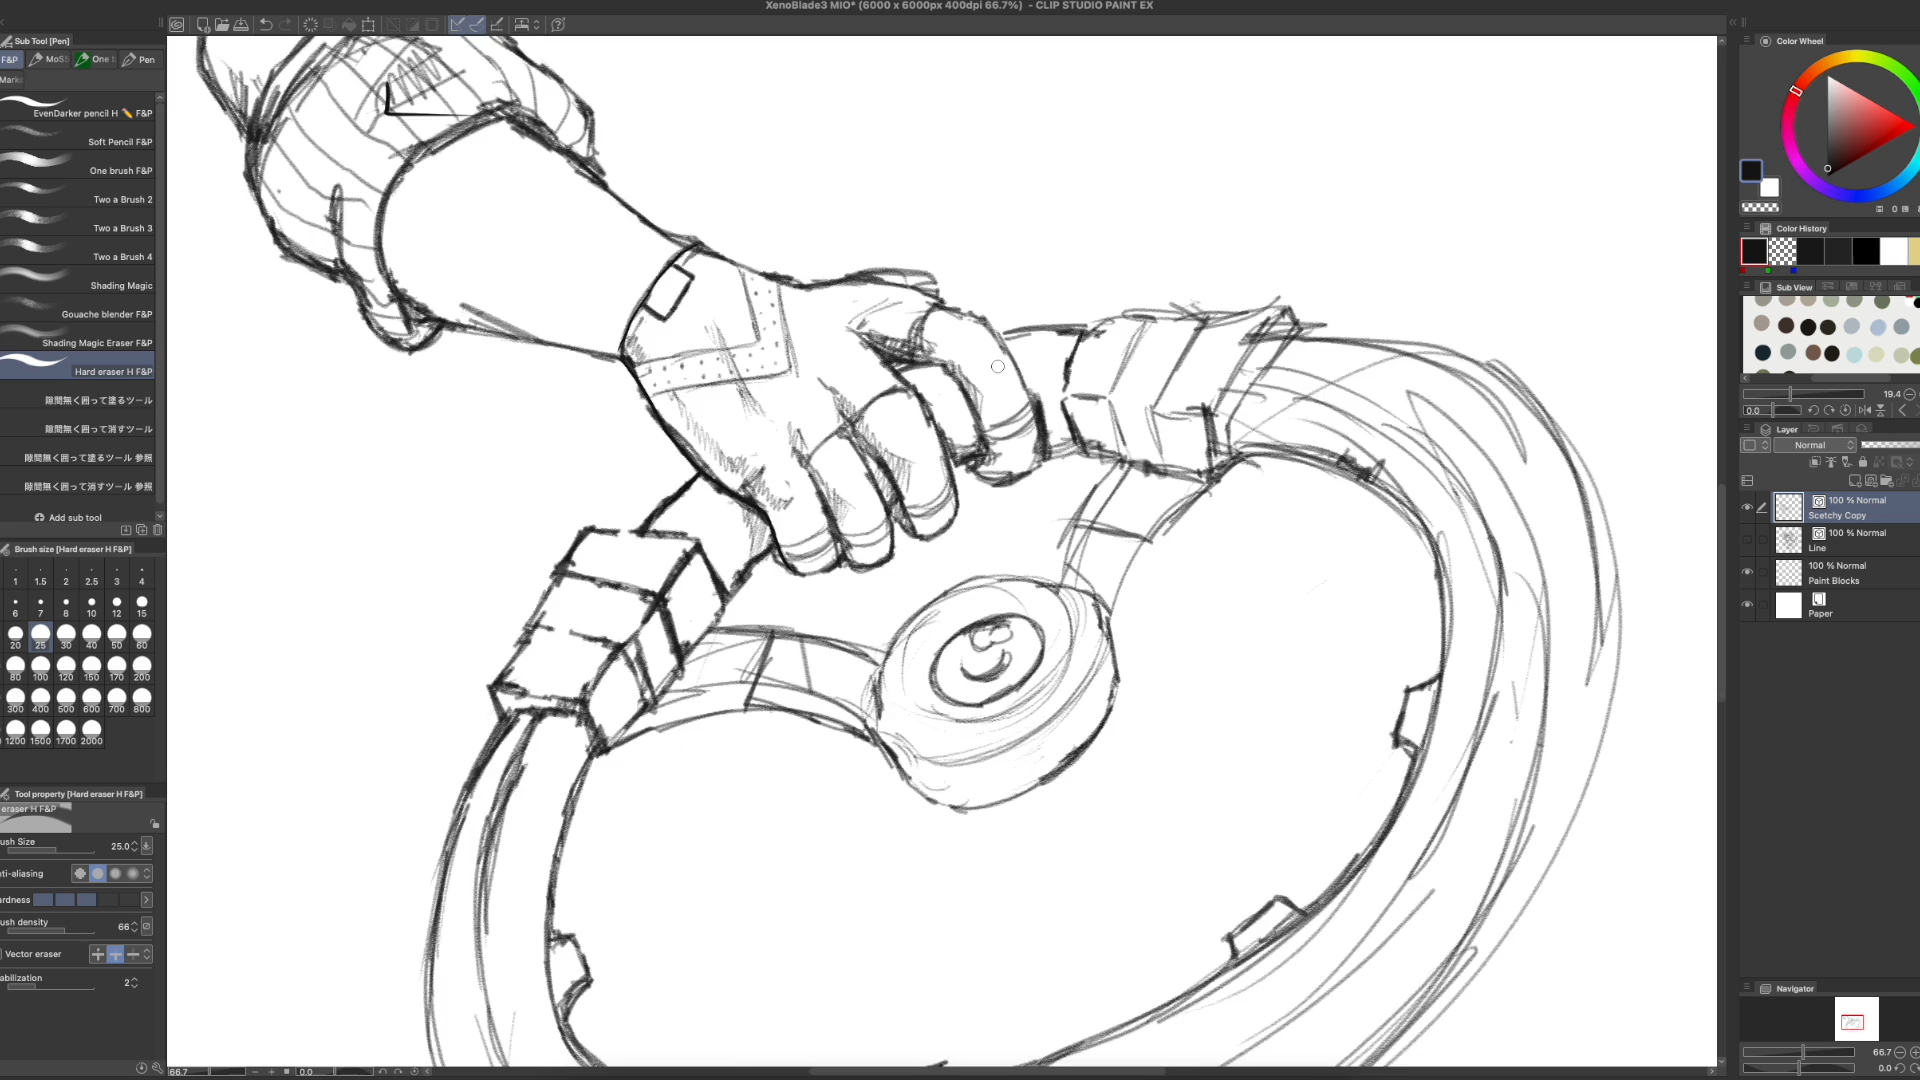 XenoBlade3 MIO* (6000 x 6000px 400dpi 66.7%) - CLIP STUDIO PAINT EX
Sub Tool [Pen]
F&P
MoS
One
Pen
Mark
EvenDarker pencil H ✏️ F&P
Soft Pencil F&P
One brush F&P
Two a Brush 2
Two a Brush 3
Two a Brush 4
Shading Magic
Gouache blender F&P
Shading Magic Eraser F&P
Hard eraser H F&P
隙間無く囲って塗るツール
隙間無く囲って消すツール
隙間無く囲って塗るツール 参照
隙間無く囲って消すツール 参照
Add sub tool
Brush size [Hard eraser H F&P]
1 1.5 2 2.5 3 4
6 7 8 10 12 15
20 25 30 40 50 60
80 100 120 150 170 200
300 400 500 600 700 800
1200 1500 1700 2000
Tool property [Hard eraser H F&P]
eraser H F&P
ush Size 25.0
ti-aliasing
rdness
ush density 66
Vector eraser
abilization 2
66.7
0.0
Color Wheel
0
Color History
Sub View
19.4
0.0
Layer
Normal
100 % Normal
Scetchy Copy
100 % Normal
Line
100 % Normal
Paint Blocks
Paper
Navigator
66.7
0.0